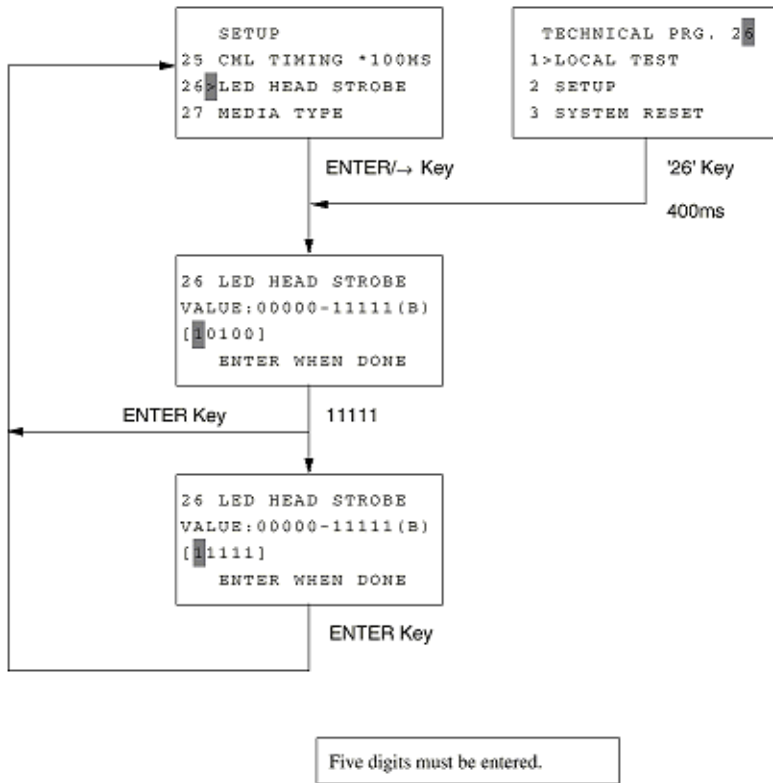 SETUP
25 CML TIMING *100MS
26>LED HEAD STROBE
27 MEDIA TYPE
TECHNICAL PRG. 26
1>LOCAL TEST
2 SETUP
3 SYSTEM RESET
ENTER/→ Key
'26' Key
400ms
26 LED HEAD STROBE
VALUE:00000-11111(B)
[10100]
ENTER WHEN DONE
ENTER Key
11111
26 LED HEAD STROBE
VALUE:00000-11111(B)
[11111]
ENTER WHEN DONE
ENTER Key
Five digits must be entered.